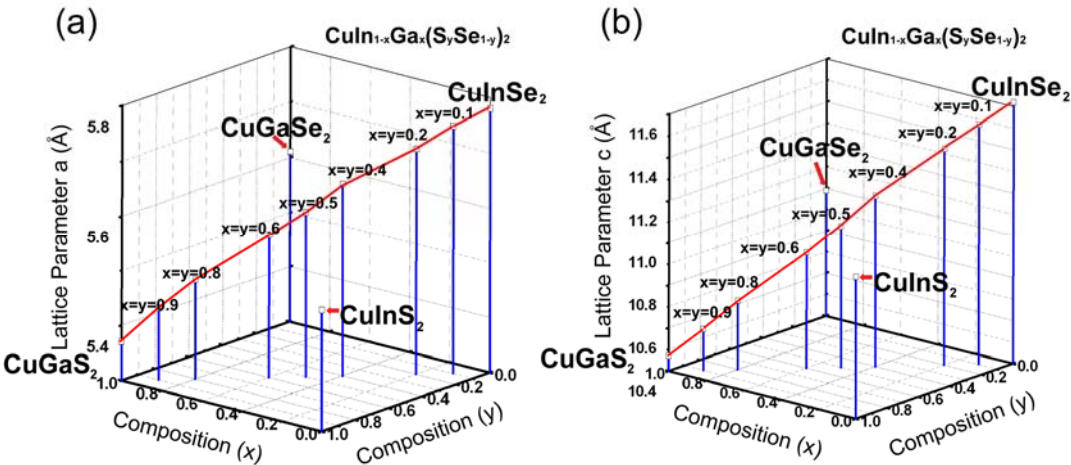 (a)
CuIn₁₋ₓGaₓ(SᵧSe₁₋ᵧ)₂
CuInSe₂
x=y=0.1
5.8
CuGaSe₂
x=y=0.2
x=y=0.4
x=y=0.5
x=y=0.6
5.6
x=y=0.8
x=y=0.9
CuInS₂
Lattice Parameter a (Å)
5.4
CuGaS₂
1.0
0.8
0.6
0.4
0.2
0.0
1.0
0.8
0.6
0.4
0.2
0.0
Composition (x)
Composition (y)
(b)
CuIn₁₋ₓGaₓ(SᵧSe₁₋ᵧ)₂
CuInSe₂
x=y=0.1
11.6
x=y=0.2
CuGaSe₂
x=y=0.4
11.4
x=y=0.5
11.2
x=y=0.6
11.0
CuInS₂
x=y=0.8
10.8
x=y=0.9
Lattice Parameter c (Å)
10.6
CuGaS₂
10.4
1.0
0.8
0.6
0.4
0.2
0.0
1.0
0.8
0.6
0.4
0.2
0.0
Composition (x)
Composition (y)